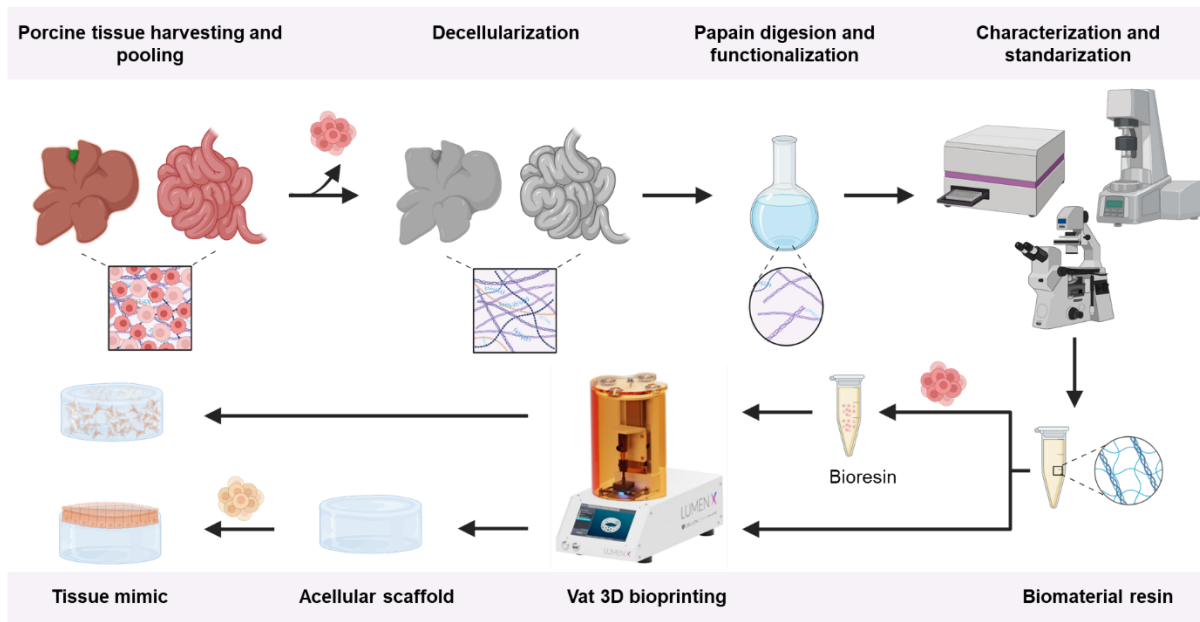 Porcine tissue harvesting and
pooling
Decellularization
Papain digesion and
functionalization
Characterization and
standarization
Bioresin
LUMEN X
LUMEN X
Tissue mimic
Acellular scaffold
Vat 3D bioprinting
Biomaterial resin